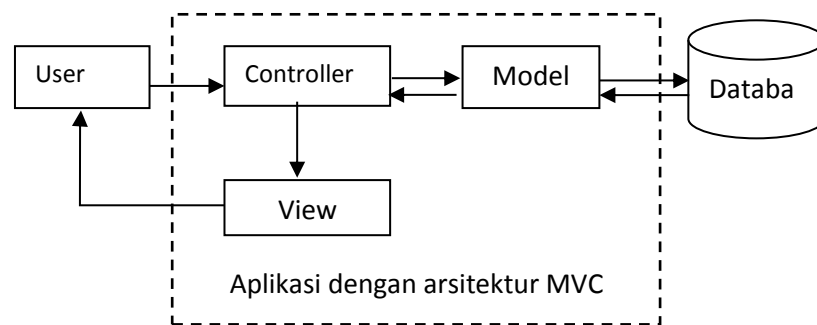 User
Controller
Model
Databa
View
Aplikasi dengan arsitektur MVC